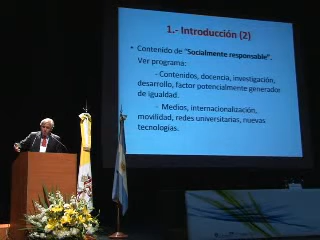 1.- Introducción (2)
• Contenido de "Socialmente responsable".
Ver programa:
- Contenidos, docencia, investigación,
desarrollo, factor potencialmente generador
de igualdad.
- Medios, internacionalización,
movilidad, redes universitarias, nuevas
tecnologías.